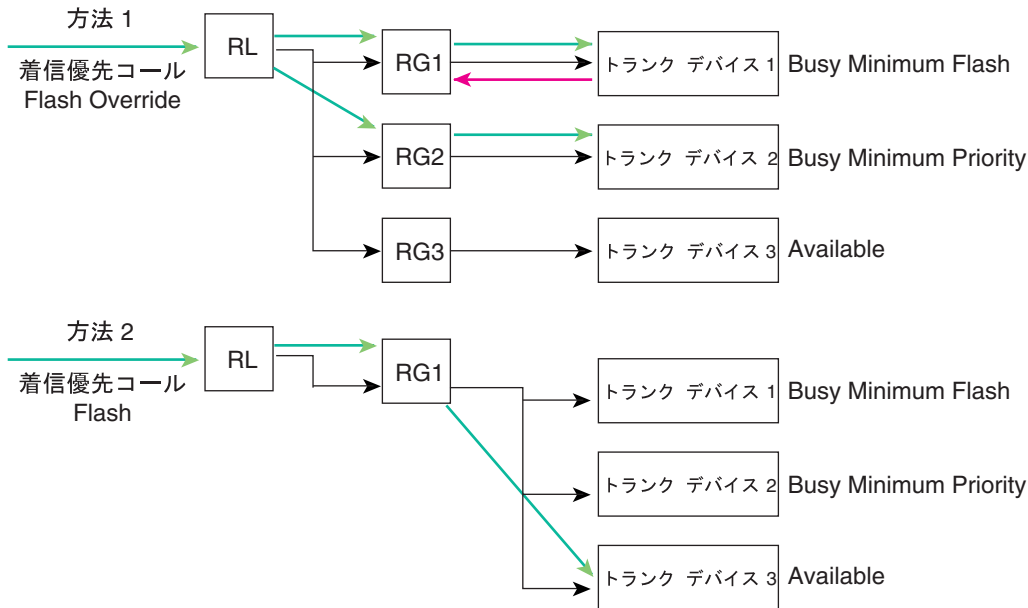 方法 1
着信優先コール
Flash Override
RL
RG1
トランク デバイス 1
Busy Minimum Flash
RG2
トランク デバイス 2
Busy Minimum Priority
RG3
トランク デバイス 3
Available
方法 2
着信優先コール
Flash
RL
RG1
トランク デバイス 1
Busy Minimum Flash
トランク デバイス 2
Busy Minimum Priority
トランク デバイス 3
Available